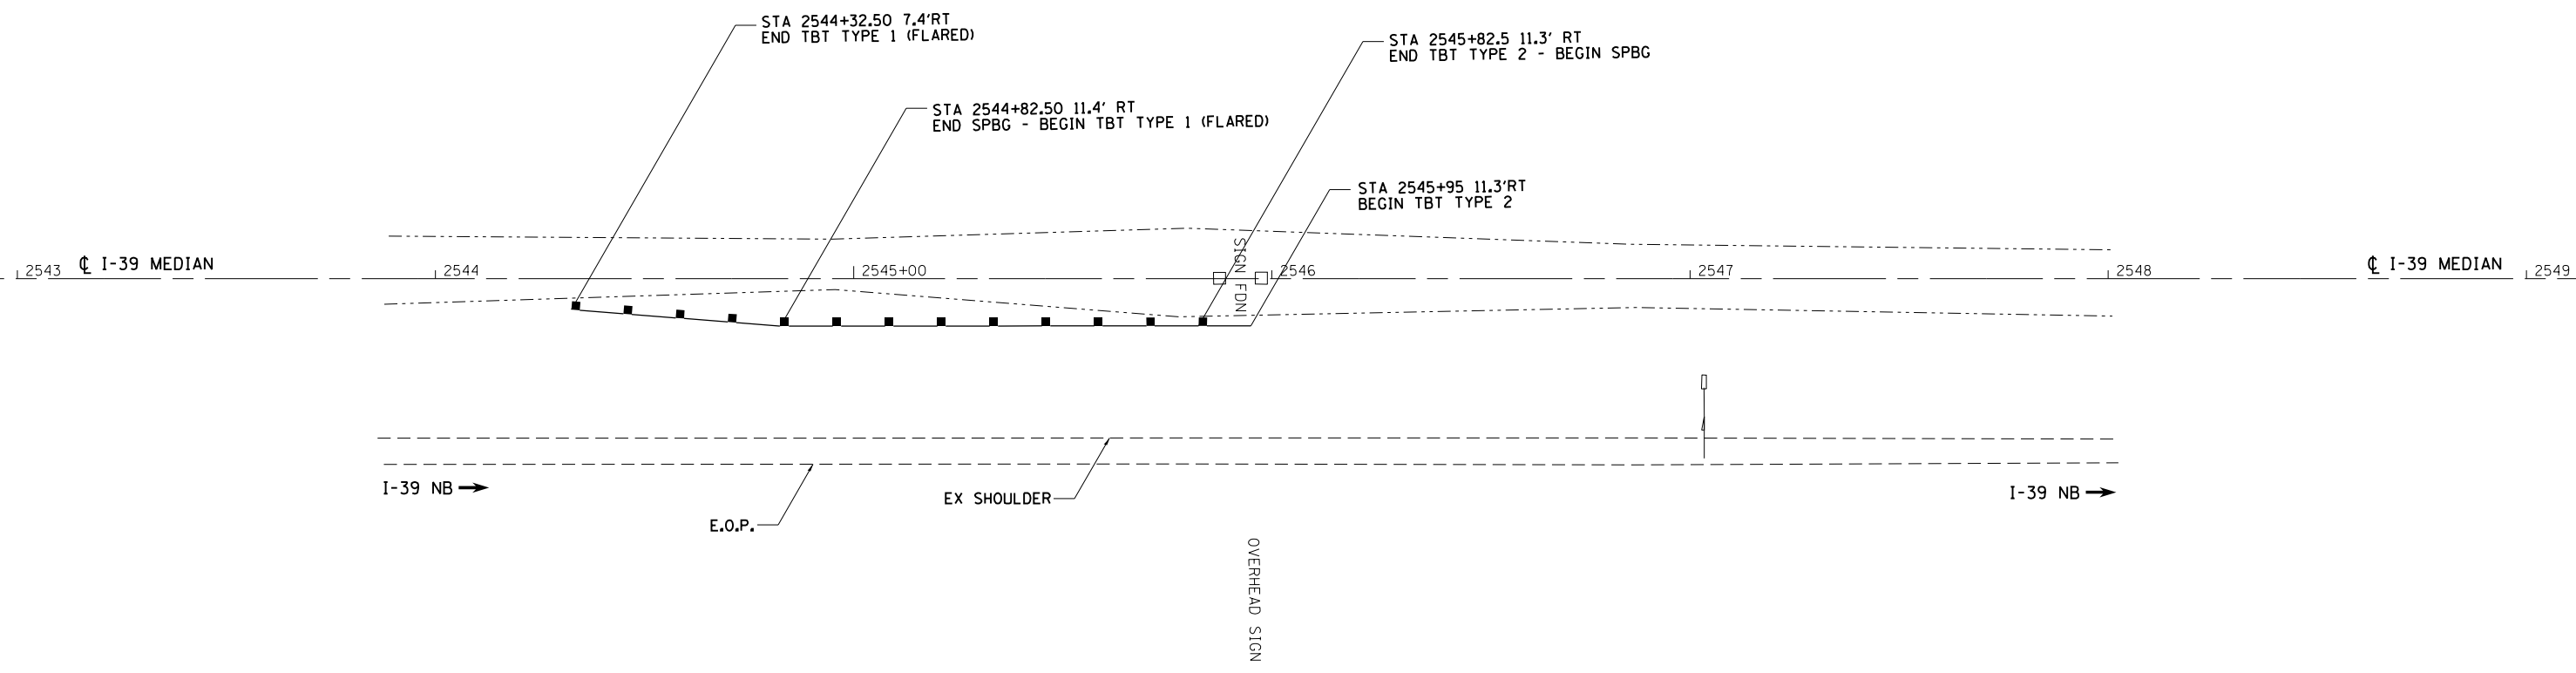 STA 2544+32.50 7.4'RT
END TBT TYPE 1 (FLARED)
STA 2545+82.5 11.3' RT
END TBT TYPE 2 - BEGIN SPBG
STA 2544+82.50 11.4' RT
END SPBG - BEGIN TBT TYPE 1 (FLARED)
STA 2545+95 11.3'RT
BEGIN TBT TYPE 2
SIGN FDN
2543
℄ I-39 MEDIAN
2544
2545+00
2546
2547
2548
℄ I-39 MEDIAN
2549
I-39 NB
EX SHOULDER
I-39 NB
E.O.P.
OVERHEAD SIGN